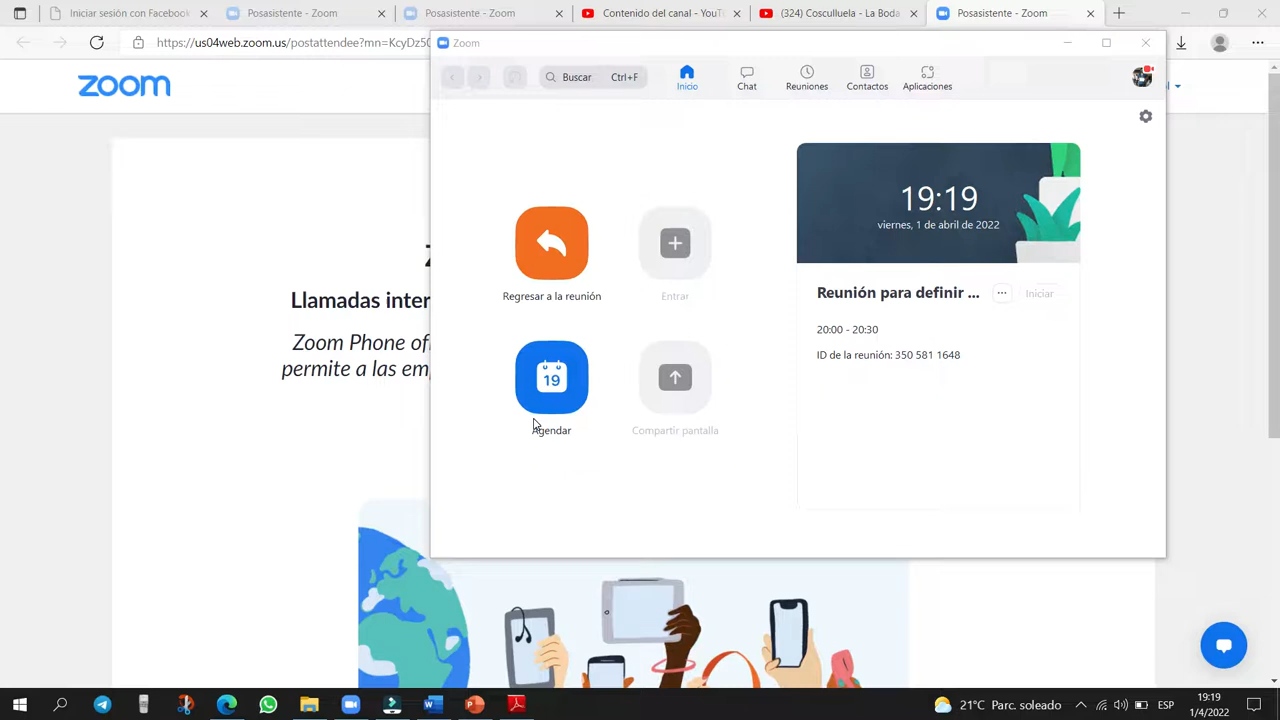 Iniciar sesión con Facebook
Posasistente - Zoom
Posasistente - Zoom
Contenido del canal - YouTu
(324) Cosculluela - La Boda
Posasistente - Zoom
https://us04web.zoom.us/postattendee?mn=KcyDz5
zoom
Zoom
Buscar Ctrl+F
Inicio
Chat
Reuniones
Contactos
Aplicaciones
19:19
viernes, 1 de abril de 2022
Regresar a la reunión
Entrar
Reunión para definir ...
Iniciar
20:00 - 20:30
ID de la reunión: 350 581 1648
19
Agendar
Compartir pantalla
Llamadas inter
Zoom Phone of
permite a las emp
21°C Parc. soleado
ESP
19:19
1/4/2022